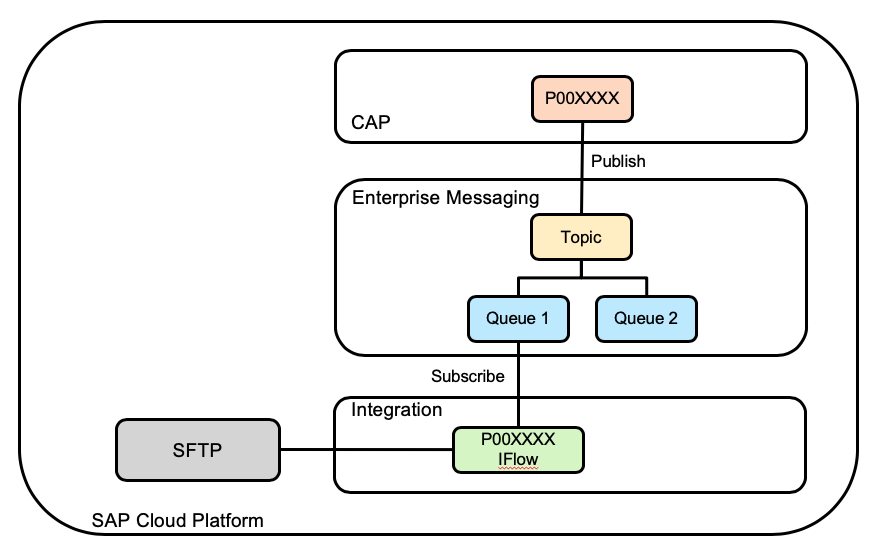 P00XXXX
CAP
Publish
Enterprise Messaging
Topic
Queue 1
Queue 2
Subscribe
Integration
P00XXXX
IFlow
SFTP
SAP Cloud Platform